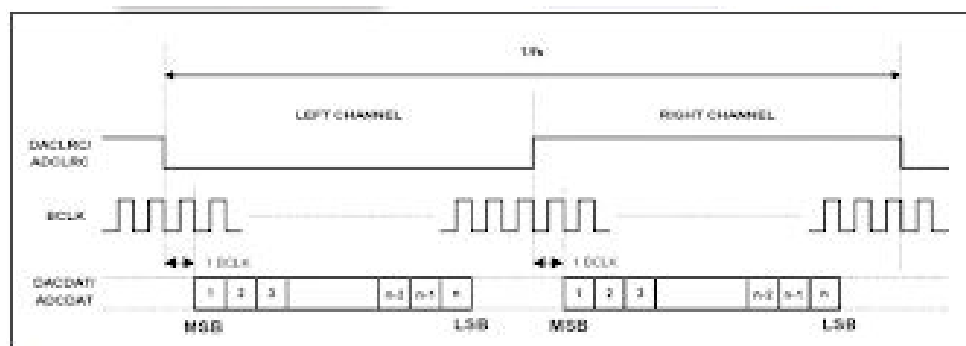 1/fs
LEFT CHANNEL
RIGHT CHANNEL
DACLRC/
ADCLRC
BCLK
1 BCLK
1 BCLK
DACDAT/
ADCDAT
1 2 3 n-2 n-1 n
1 2 3 n-2 n-1 n
MSB
LSB
MSB
LSB